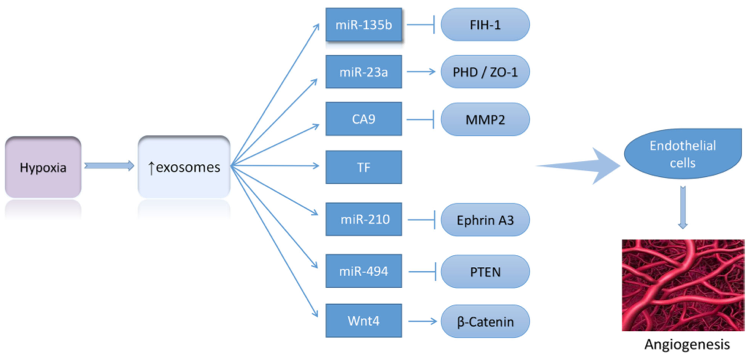 miR-135b
FIH-1
miR-23a
PHD / ZO-1
CA9
MMP2
Hypoxia
↑exosomes
TF
Endothelial
cells
miR-210
Ephrin A3
miR-494
PTEN
Wnt4
β-Catenin
Angiogenesis